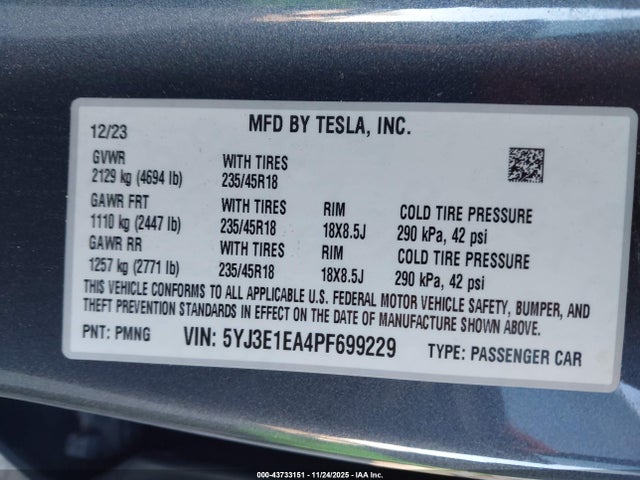 12/23
MFD BY TESLA, INC.
GVWR
2129 kg (4694 lb)
WITH TIRES
235/45R18
GAWR FRT
1110 kg (2447 lb)
WITH TIRES
235/45R18
RIM
18X8.5J
COLD TIRE PRESSURE
290 kPa, 42 psi
GAWR RR
1257 kg (2771 lb)
WITH TIRES
235/45R18
RIM
18X8.5J
COLD TIRE PRESSURE
290 kPa, 42 psi
THIS VEHICLE CONFORMS TO ALL APPLICABLE U.S. FEDERAL MOTOR VEHICLE SAFETY, BUMPER, AND
THEFT PREVENTION STANDARDS IN EFFECT ON THE DATE OF MANUFACTURE SHOWN ABOVE.
PNT: PMNG
VIN: 5YJ3E1EA4PF699229
TYPE: PASSENGER CAR
000-43733151 - 11/24/2025 - IAA Inc.